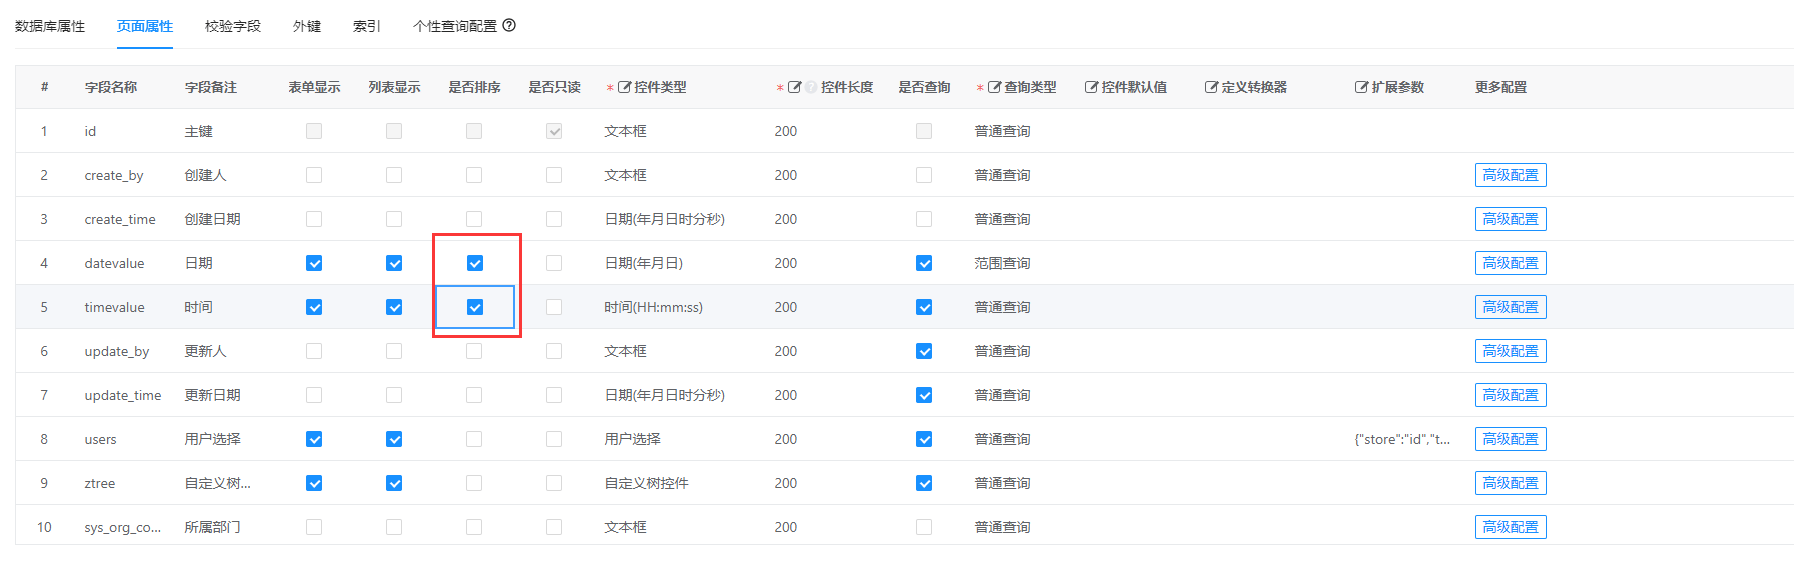 数据库属性 页面属性 校验字段 外键 索引 个性查询配置
# 字段名称 字段备注 表单显示 列表显示 是否排序 是否只读 * 控件类型 * 控件长度 是否查询 * 查询类型 控件默认值 定义转换器 扩展参数 更多配置
1 id 主键 文本框 200 普通查询
2 create_by 创建人 文本框 200 普通查询 高级配置
3 create_time 创建日期 日期(年月日时分秒) 200 普通查询 高级配置
4 datevalue 日期 日期(年月日) 200 范围查询 高级配置
5 timevalue 时间 时间(HH:mm:ss) 200 普通查询 高级配置
6 update_by 更新人 文本框 200 普通查询 高级配置
7 update_time 更新日期 日期(年月日时分秒) 200 普通查询 高级配置
8 users 用户选择 用户选择 200 普通查询 {"store":"id","t... 高级配置
9 ztree 自定义树... 自定义树控件 200 普通查询 高级配置
10 sys_org_co... 所属部门 文本框 200 普通查询 高级配置